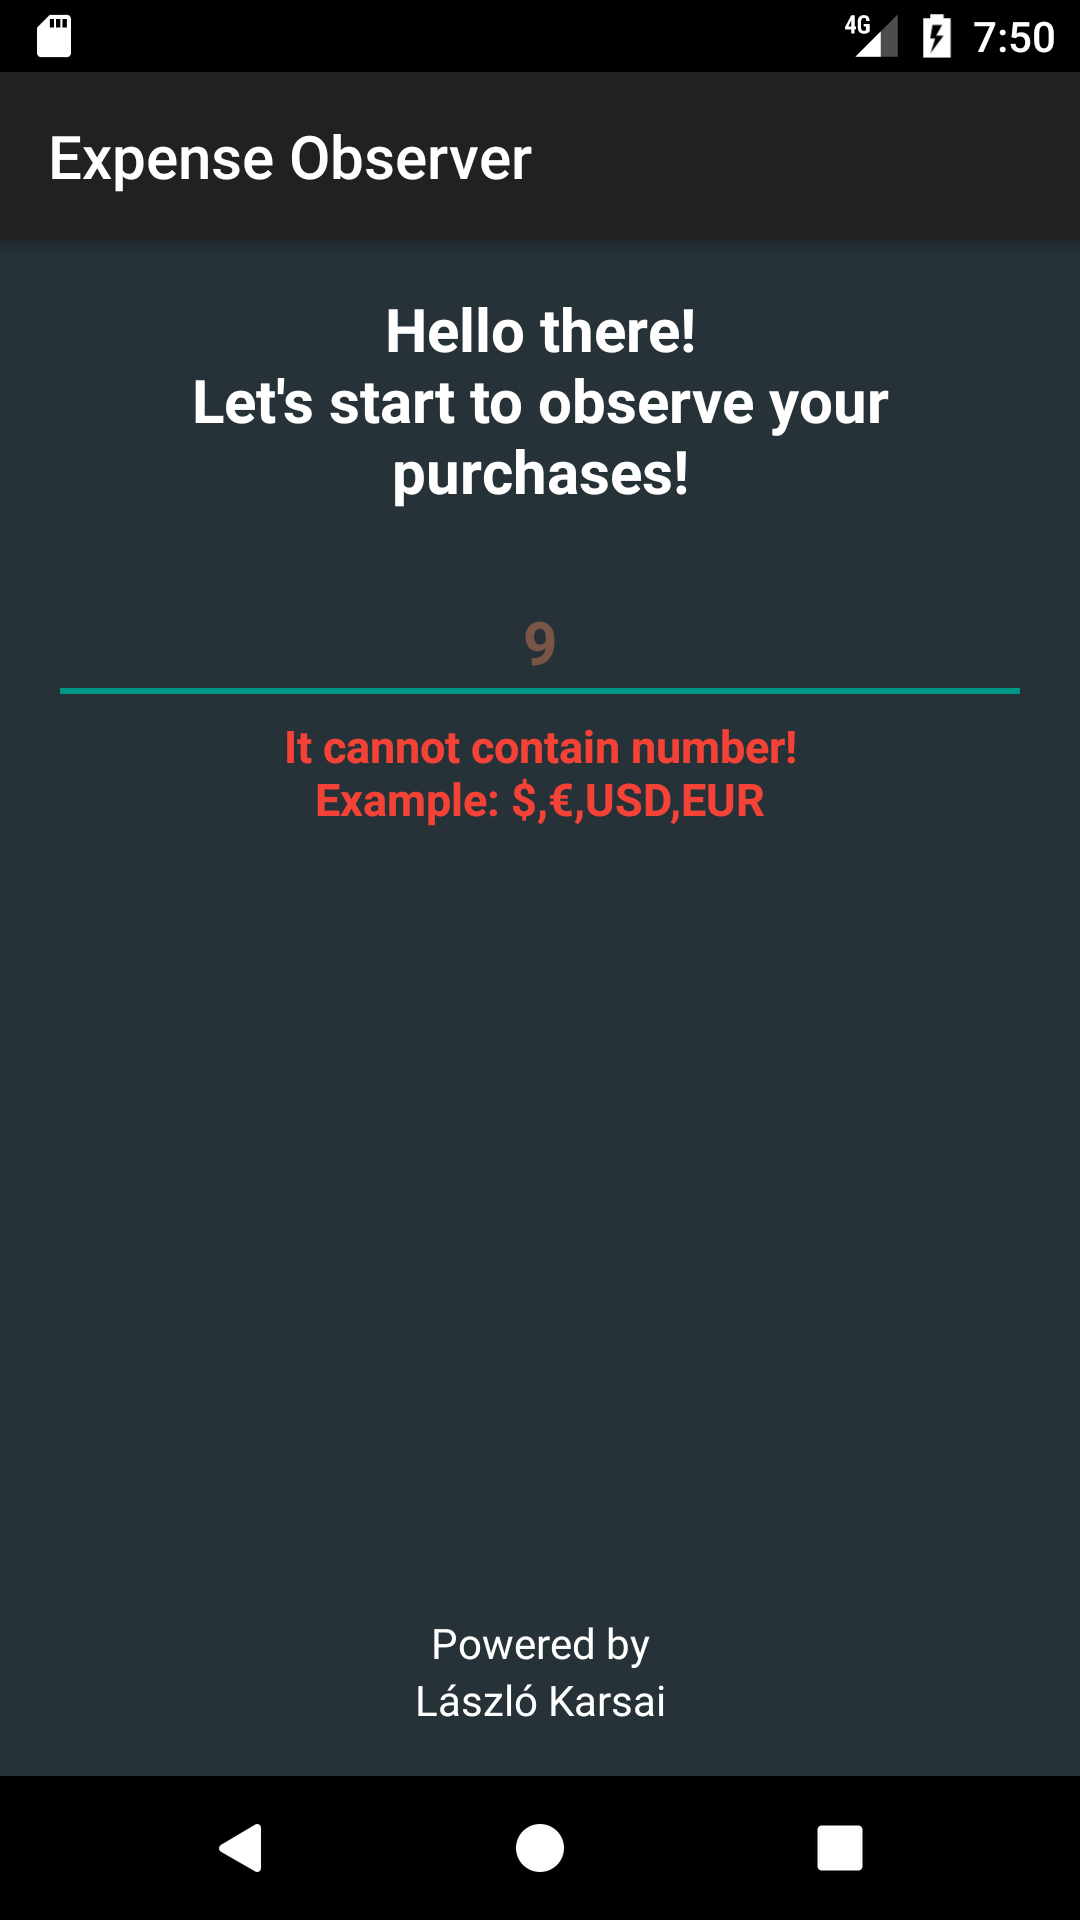 4G 7:50
Expense Observer
Hello there!
Let's start to observe your
purchases!
9
It cannot contain number!
Example: $,€,USD,EUR
Powered by
László Karsai